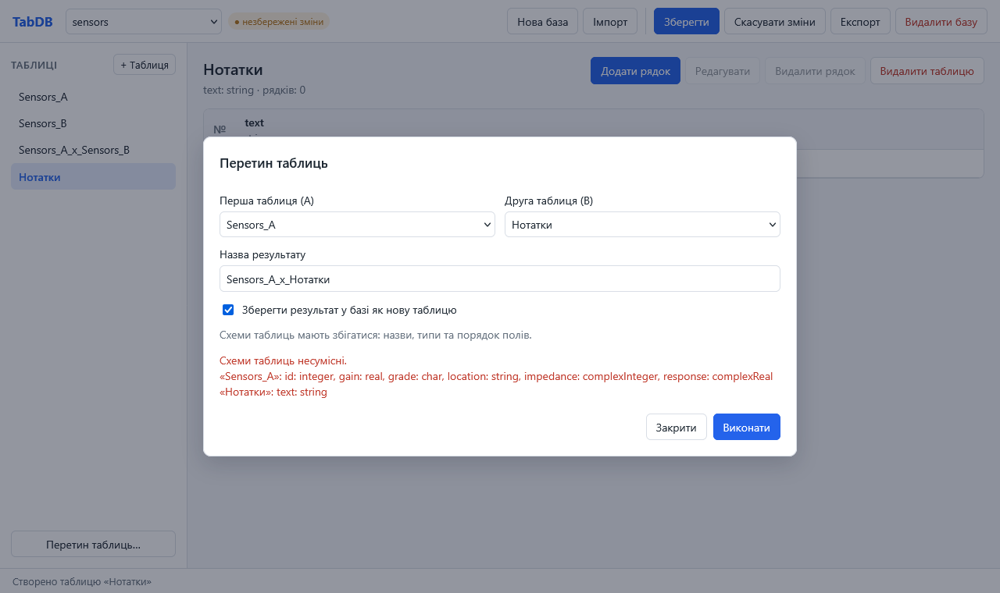 TabDB
sensors
● незбережені зміни
Нова база
Імпорт
Зберегти
Скасувати зміни
Експорт
Видалити базу
ТАБЛИЦІ
+ Таблиця
Sensors_A
Sensors_B
Sensors_A_x_Sensors_B
Нотатки
Перетин таблиць...
Нотатки
text: string · рядків: 0
Додати рядок
Редагувати
Видалити рядок
Видалити таблицю
№
text
Перетин таблиць
Перша таблиця (A)
Друга таблиця (B)
Sensors_A
Нотатки
Назва результату
Sensors_A_x_Нотатки
Зберегти результат у базі як нову таблицю
Схеми таблиць мають збігатися: назви, типи та порядок полів.
Схеми таблиць несумісні.
«Sensors_A»: id: integer, gain: real, grade: char, location: string, impedance: complexInteger, response: complexReal
«Нотатки»: text: string
Закрити
Виконати
Створено таблицю «Нотатки»